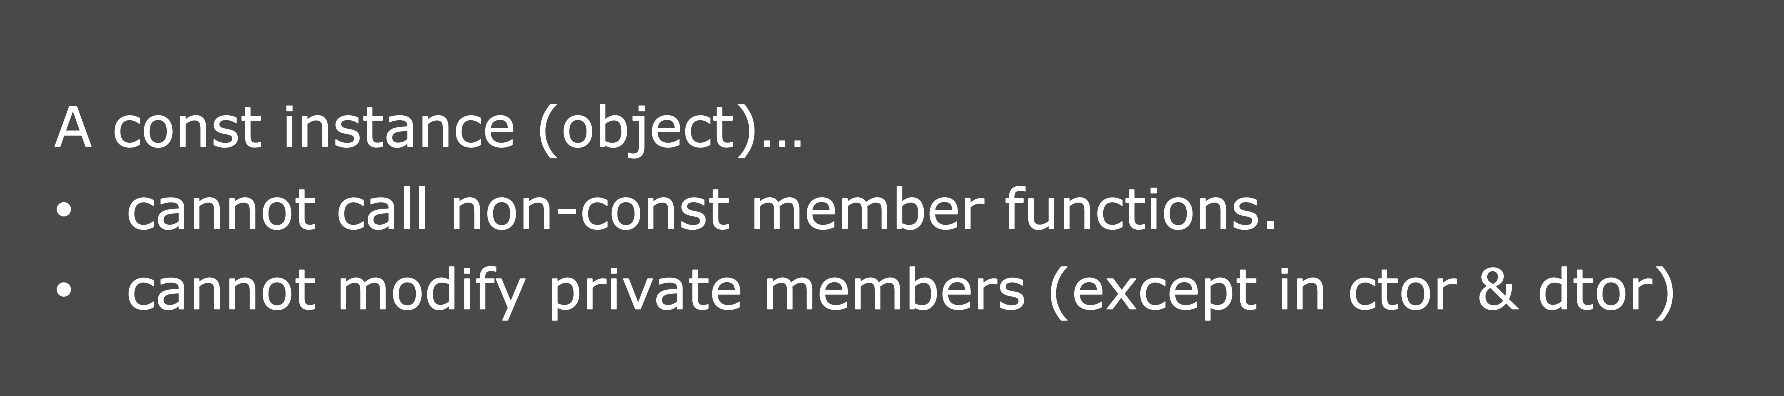 A const instance (object)…
• cannot call non-const member functions.
• cannot modify private members (except in ctor & dtor)